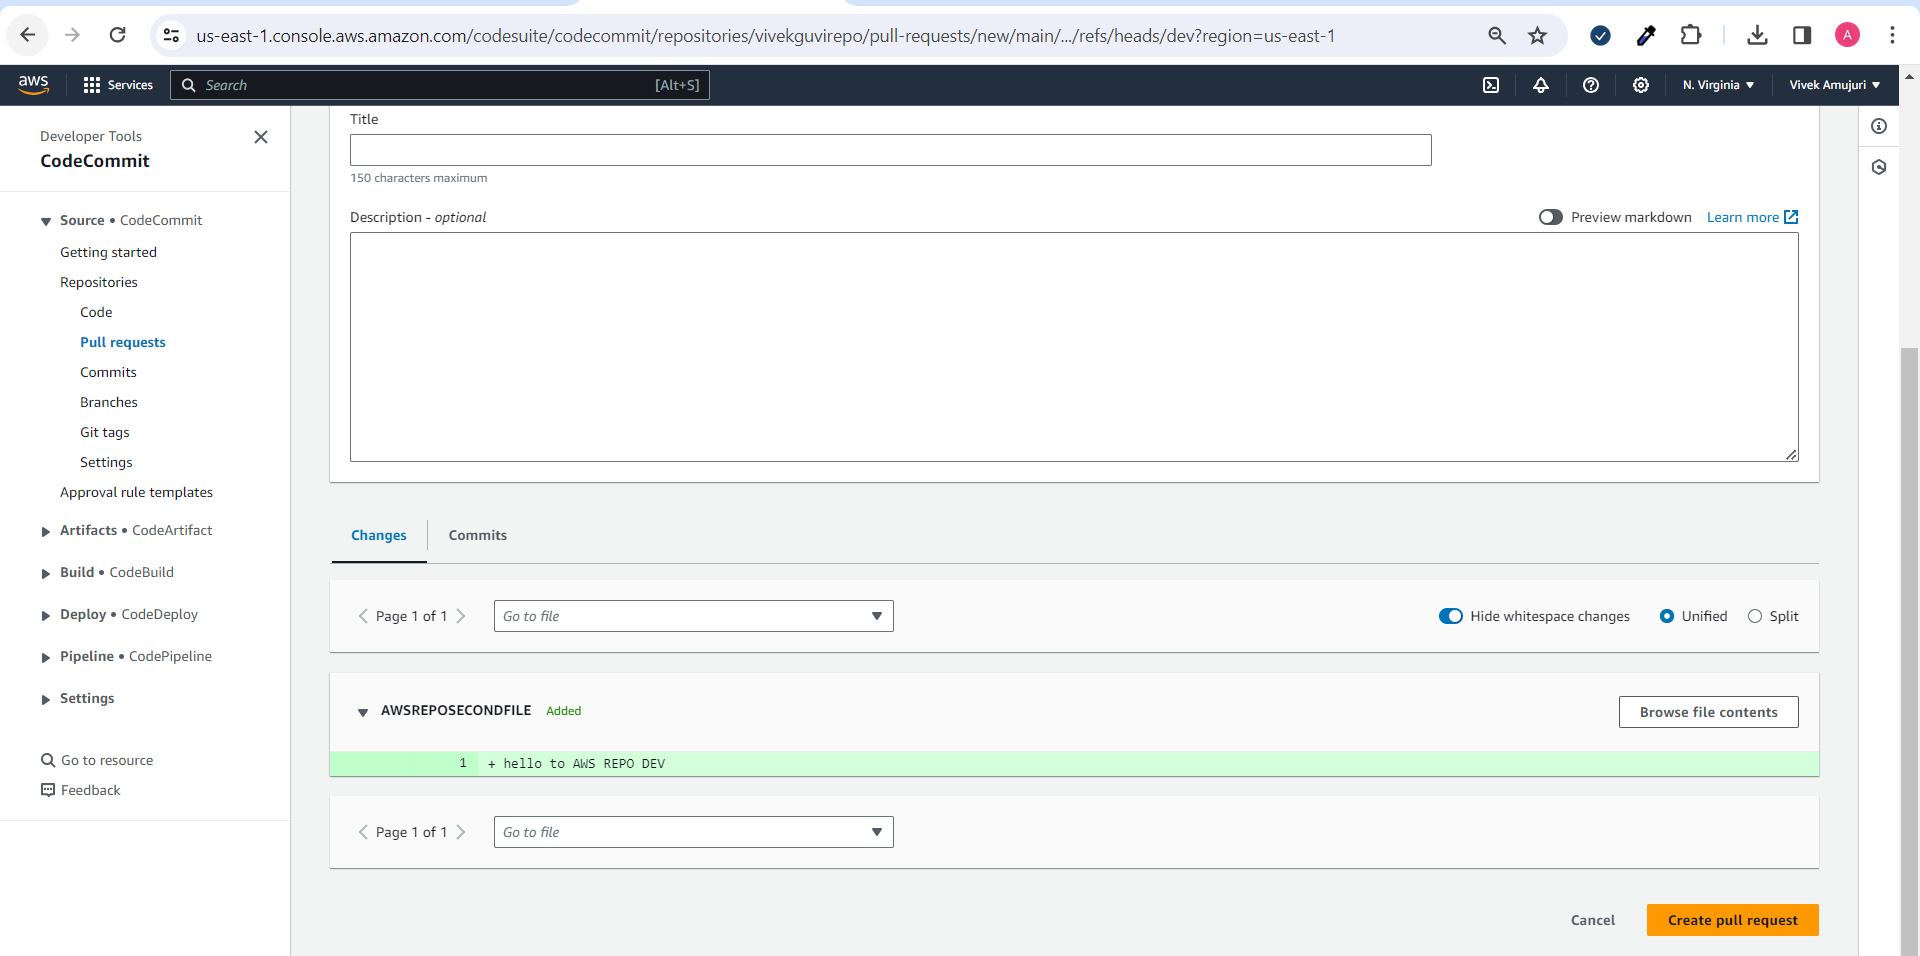 us-east-1.console.aws.amazon.com/codesuite/codecommit/repositories/vivekguvirepo/pull-requests/new/main/.../refs/heads/dev?region=us-east-1
A
aws
Services
Search
[Alt+S]
N. Virginia
Vivek Amujuri
Developer Tools
CodeCommit
Source • CodeCommit
Getting started
Repositories
Code
Pull requests
Commits
Branches
Git tags
Settings
Approval rule templates
Artifacts • CodeArtifact
Build • CodeBuild
Deploy • CodeDeploy
Pipeline • CodePipeline
Settings
Go to resource
Feedback
Title
150 characters maximum
Description - optional
Preview markdown
Learn more
Changes
Commits
Page 1 of 1
Go to file
Hide whitespace changes
Unified
Split
AWSREPOSECONDFILE
Added
Browse file contents
1 + hello to AWS REPO DEV
Page 1 of 1
Go to file
Cancel
Create pull request